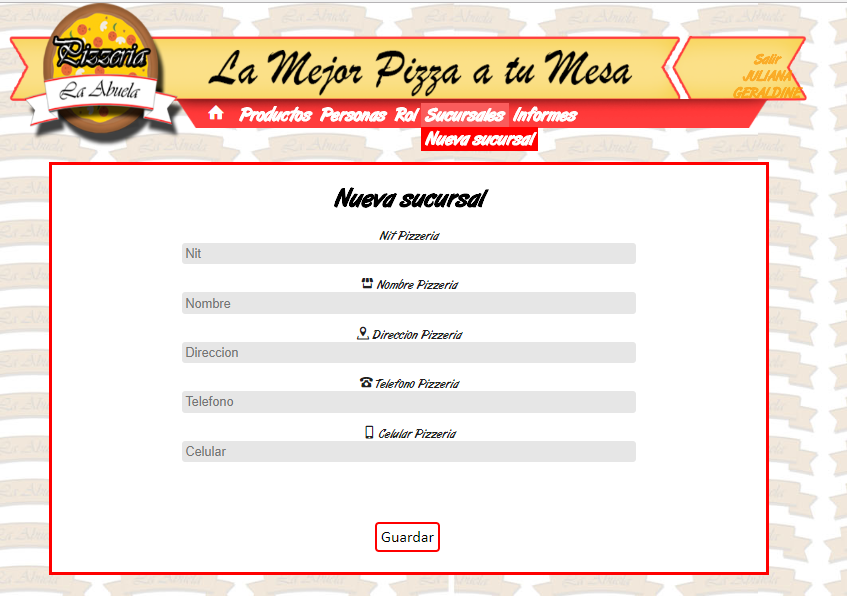 Pizzeria
La Abuela
La Mejor Pizza a tu Mesa
Salir
JULIANA
GERALDINE
Productos Personas Rol Sucursales Informes
Nueva sucursal
Nueva sucursal
Nit Pizzeria
Nit
Nombre Pizzeria
Nombre
Direccion Pizzeria
Direccion
Telefono Pizzeria
Telefono
Celular Pizzeria
Celular
Guardar